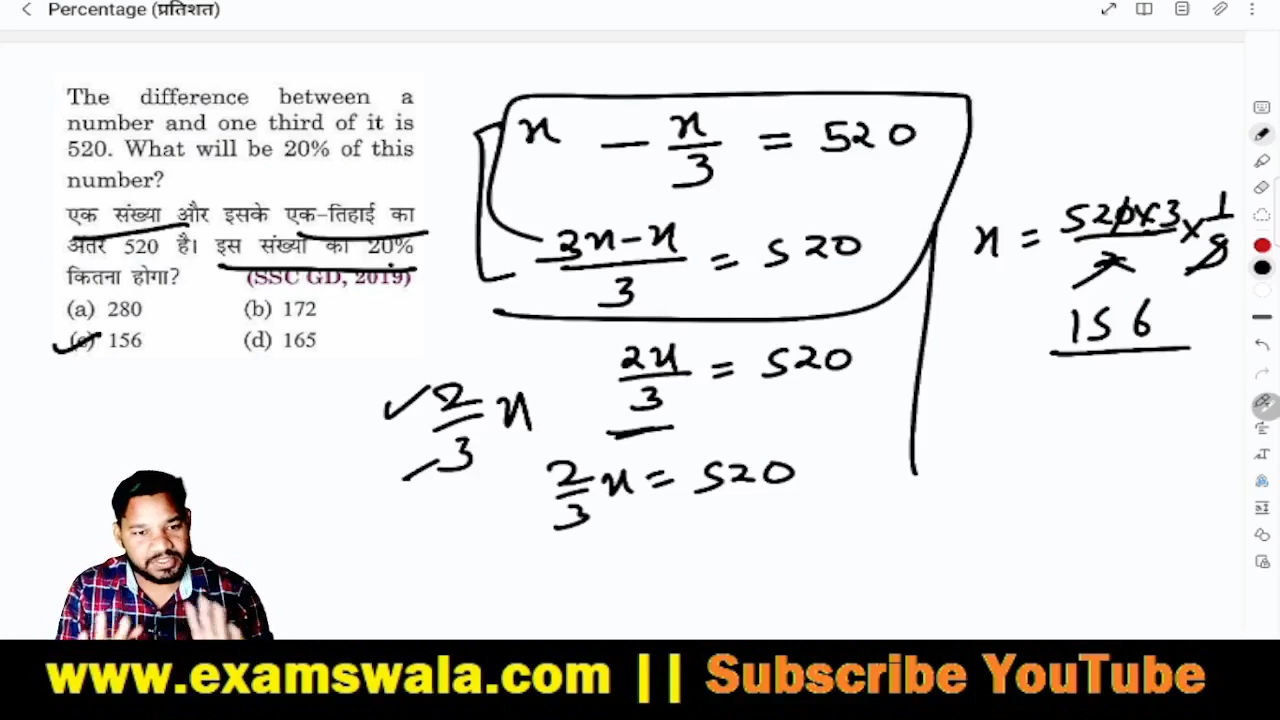 Percentage (प्रतिशत)
The difference between a
number and one third of it is
520. What will be 20% of this
number?
एक संख्या और इसके एक-तिहाई का
अंतर 520 है। इस संख्या का 20%
कितना होगा? (SSC GD, 2019)
(a) 280 (b) 172
(c) 156 (d) 165
x - x/3 = 520
3x-x/3 = 520
2x/3 = 520
2/3 x
2/3 x = 520
x = 520×3/2 × 1/5
156
www.examswala.com || Subscribe YouTube